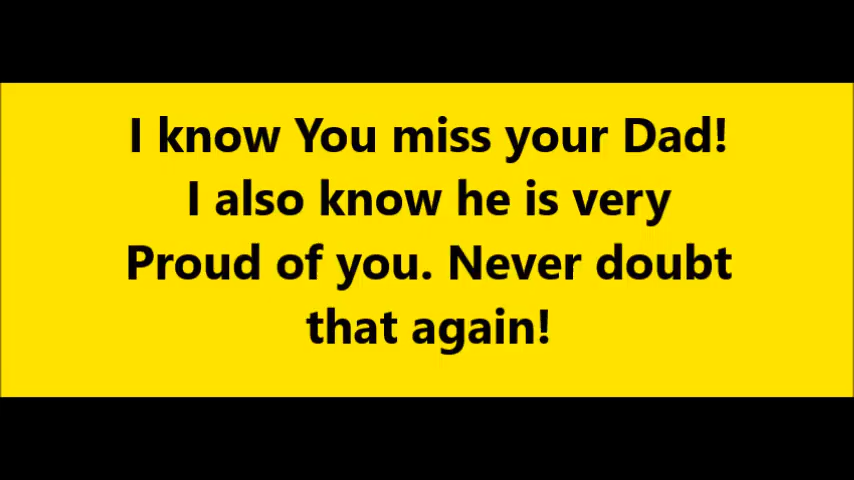 I know You miss your Dad!
I also know he is very
Proud of you. Never doubt
that again!